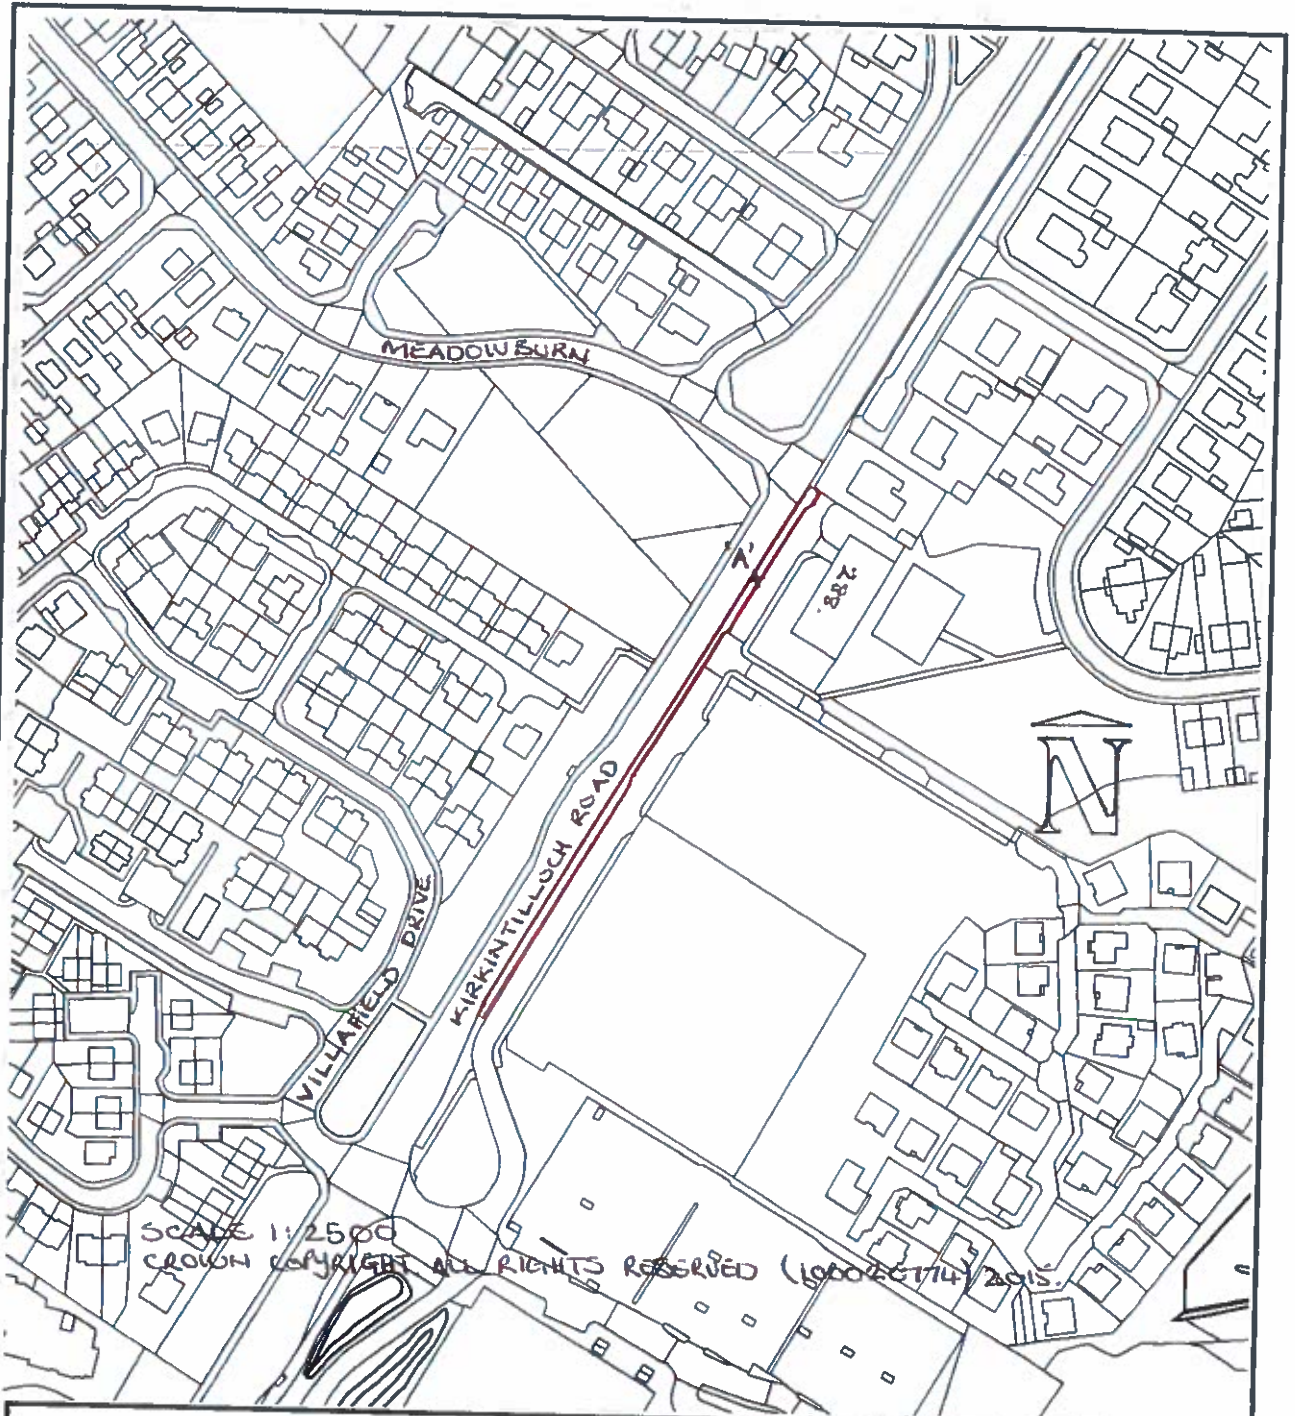 MEADOWBURN
'A'
288.
KIRKINTILLOCH ROAD
N
VILLAFIELD DRIVE
SCALE 1:2500
CROWN COPYRIGHT ALL RIGHTS RESERVED (100020774) 2015.